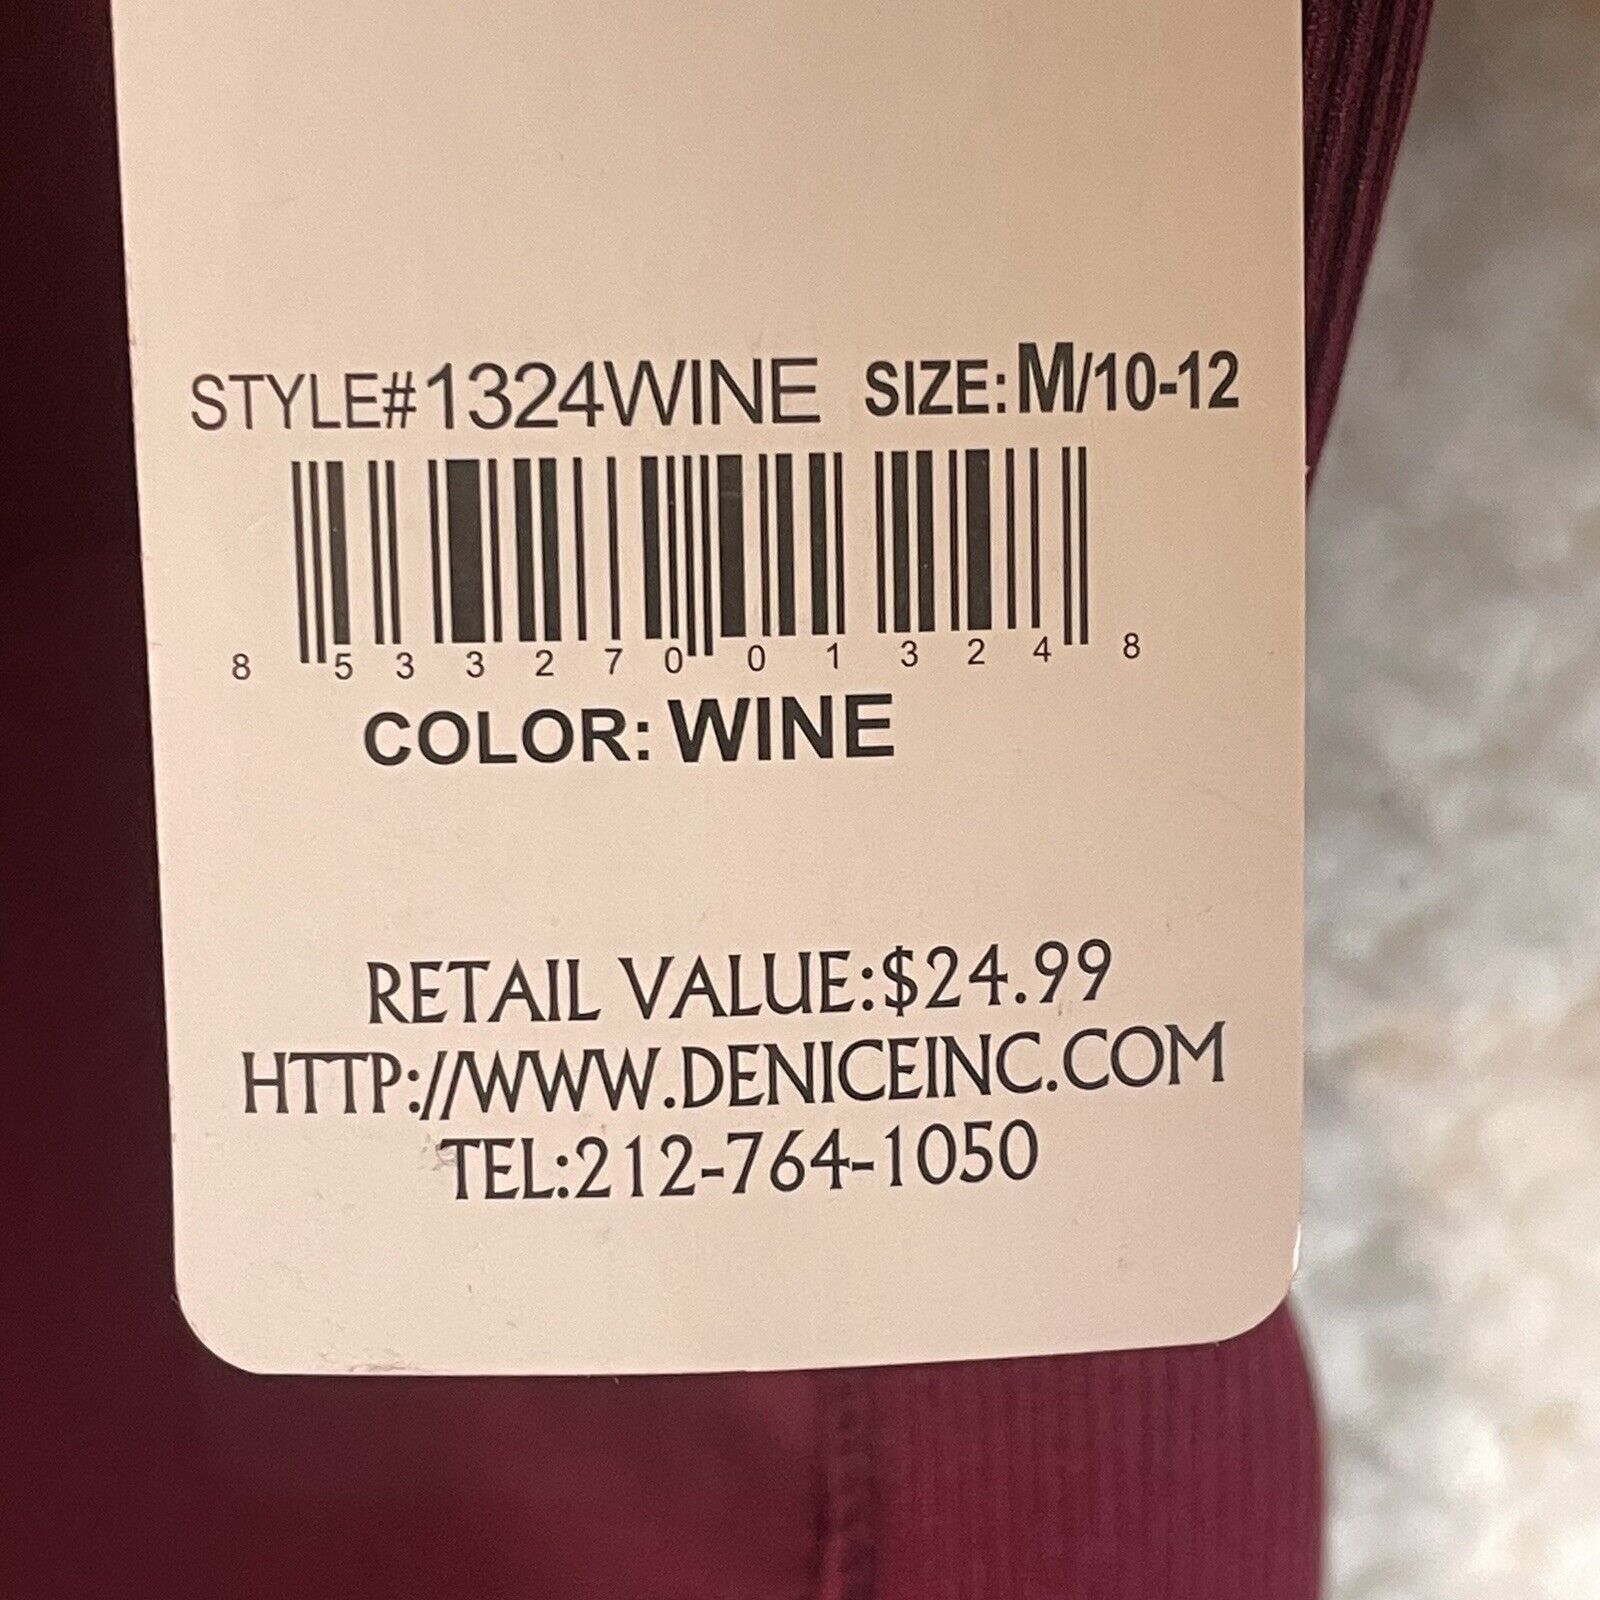 STYLE#1324WINE SIZE:M/10-12
8 53327 00132 4 8
COLOR: WINE
RETAIL VALUE:$24.99
HTTP://WWW.DENICEINC.COM
TEL:212-764-1050